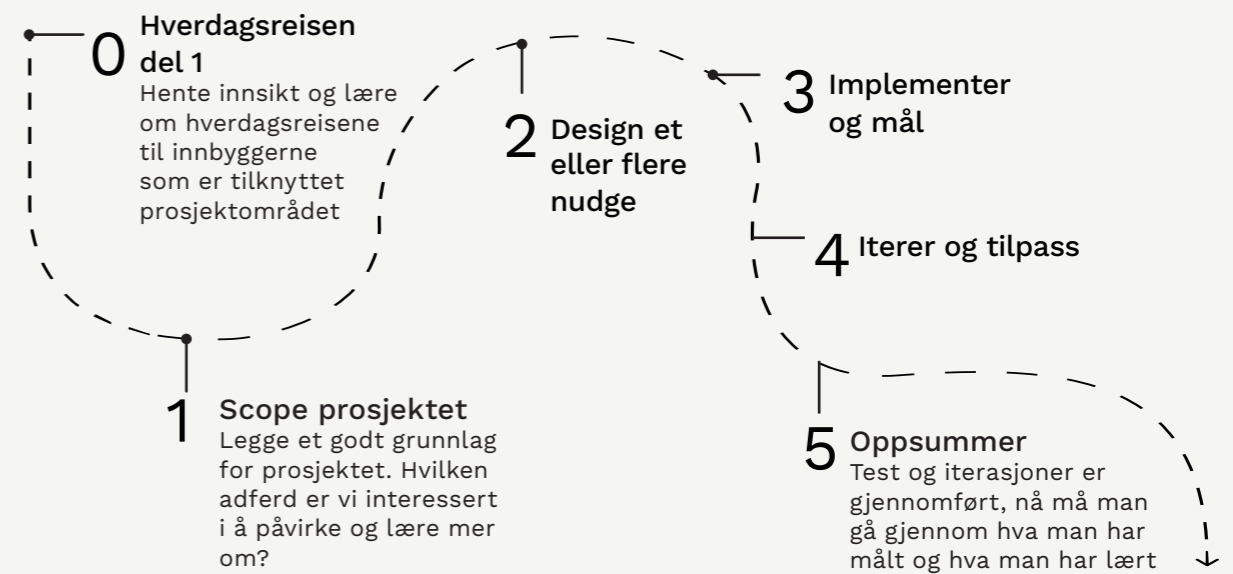 0
Hverdagsreisen
del 1
Hente innsikt og lære
om hverdagsreisene
til innbyggerne
som er tilknyttet
prosjektområdet
1
Scope prosjektet
Legge et godt grunnlag
for prosjektet. Hvilken
adferd er vi interessert
i å påvirke og lære mer
om?
2
Design et
eller flere
nudge
3
Implementer
og mål
4
Iterer og tilpass
5
Oppsummer
Test og iterasjoner er
gjennomført, nå må man
gå gjennom hva man har
målt og hva man har lært